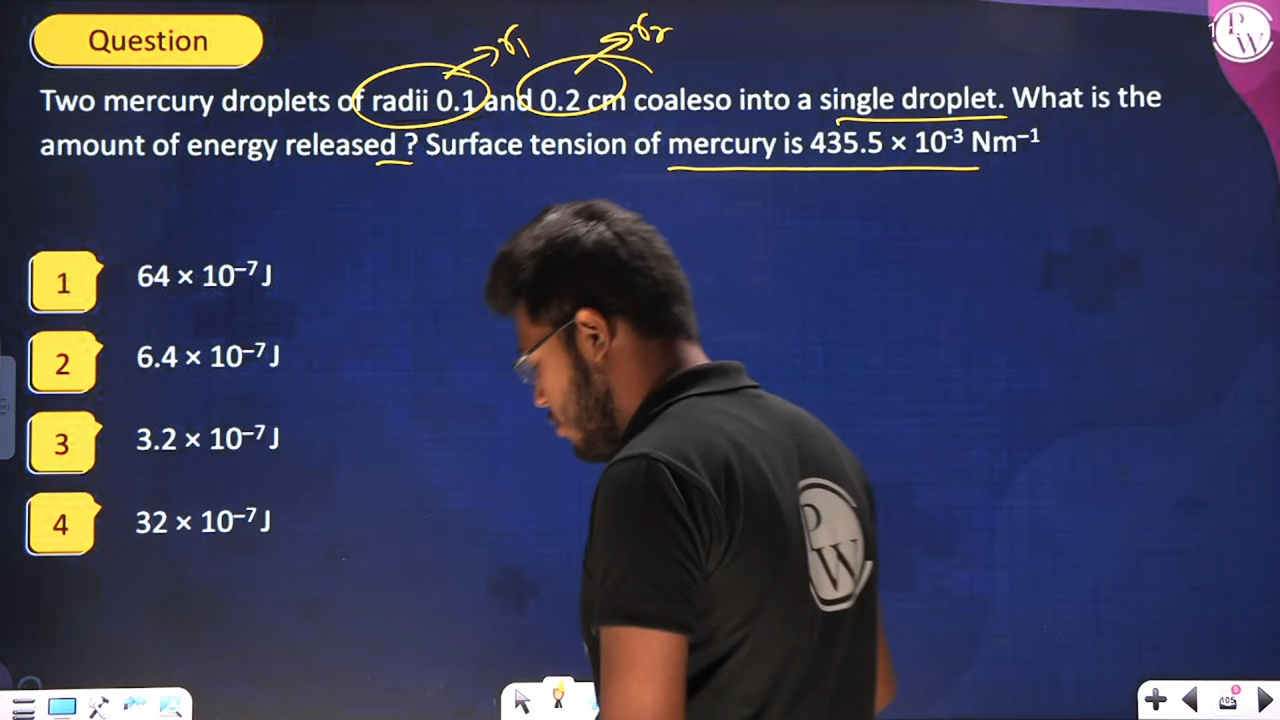 Question
r₁
r₂
Two mercury droplets of radii 0.1 and 0.2 cm coaleso into a single droplet. What is the
amount of energy released ? Surface tension of mercury is 435.5 × 10⁻³ Nm⁻¹
1 64 × 10⁻⁷ J
2 6.4 × 10⁻⁷ J
3 3.2 × 10⁻⁷ J
4 32 × 10⁻⁷ J
PW
PW
105